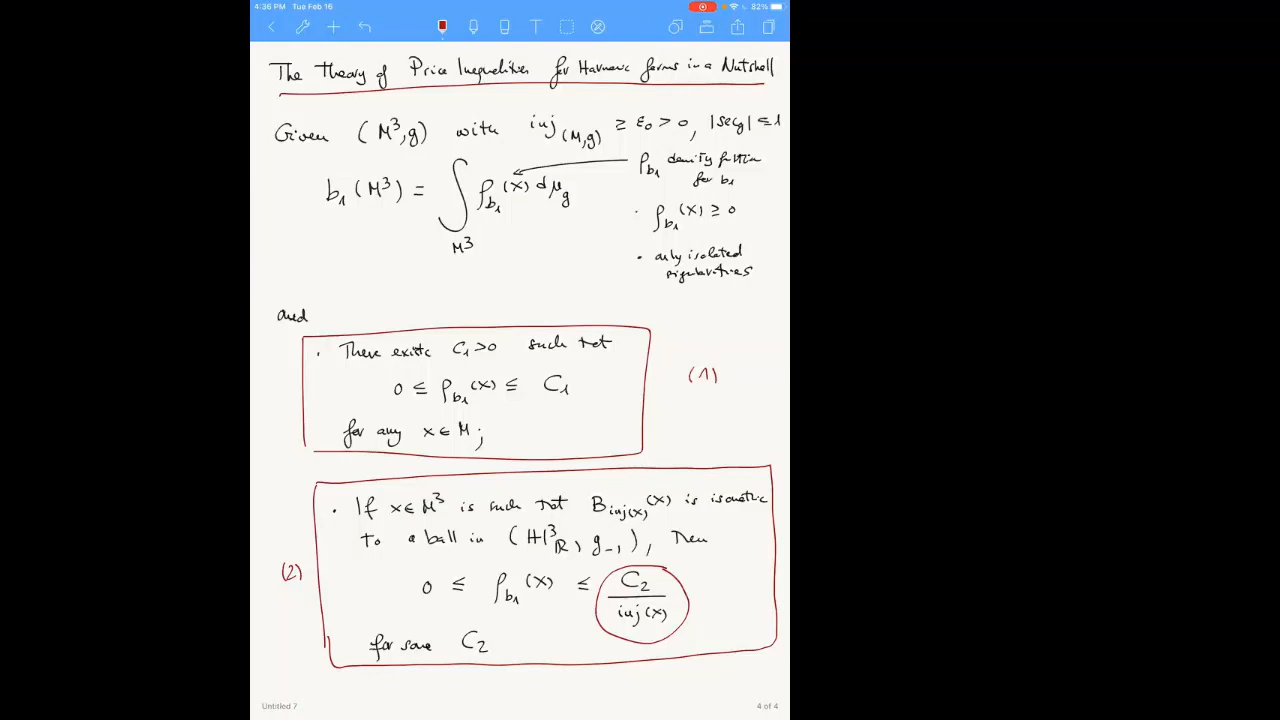 4:36 PM Tue Feb 16
82%
The Theory of Price Inequalities for Harmonic forms in a Nutshell
Given (M³,g) with inj_(M,g) ≥ ε₀ > 0, |sec_g| ≤ 1
b₁(M³) = ∫_M³ ρ_b₁(x) dμ_g
ρ_b₁ density function
for b₁
· ρ_b₁(x) ≥ 0
• only isolated
singularities
and
· There exists C₁>0 such that
0 ≤ ρ_b₁(x) ≤ C₁
for any x ∈ M;
(1)
· If x ∈ M³ is such that B_inj(x)(x) is isometric
to a ball in (H³_ℝ, g_-1), then
(2)
0 ≤ ρ_b₁(x) ≤ C₂ / inj(x)
for some C₂
Untitled 7
4 of 4